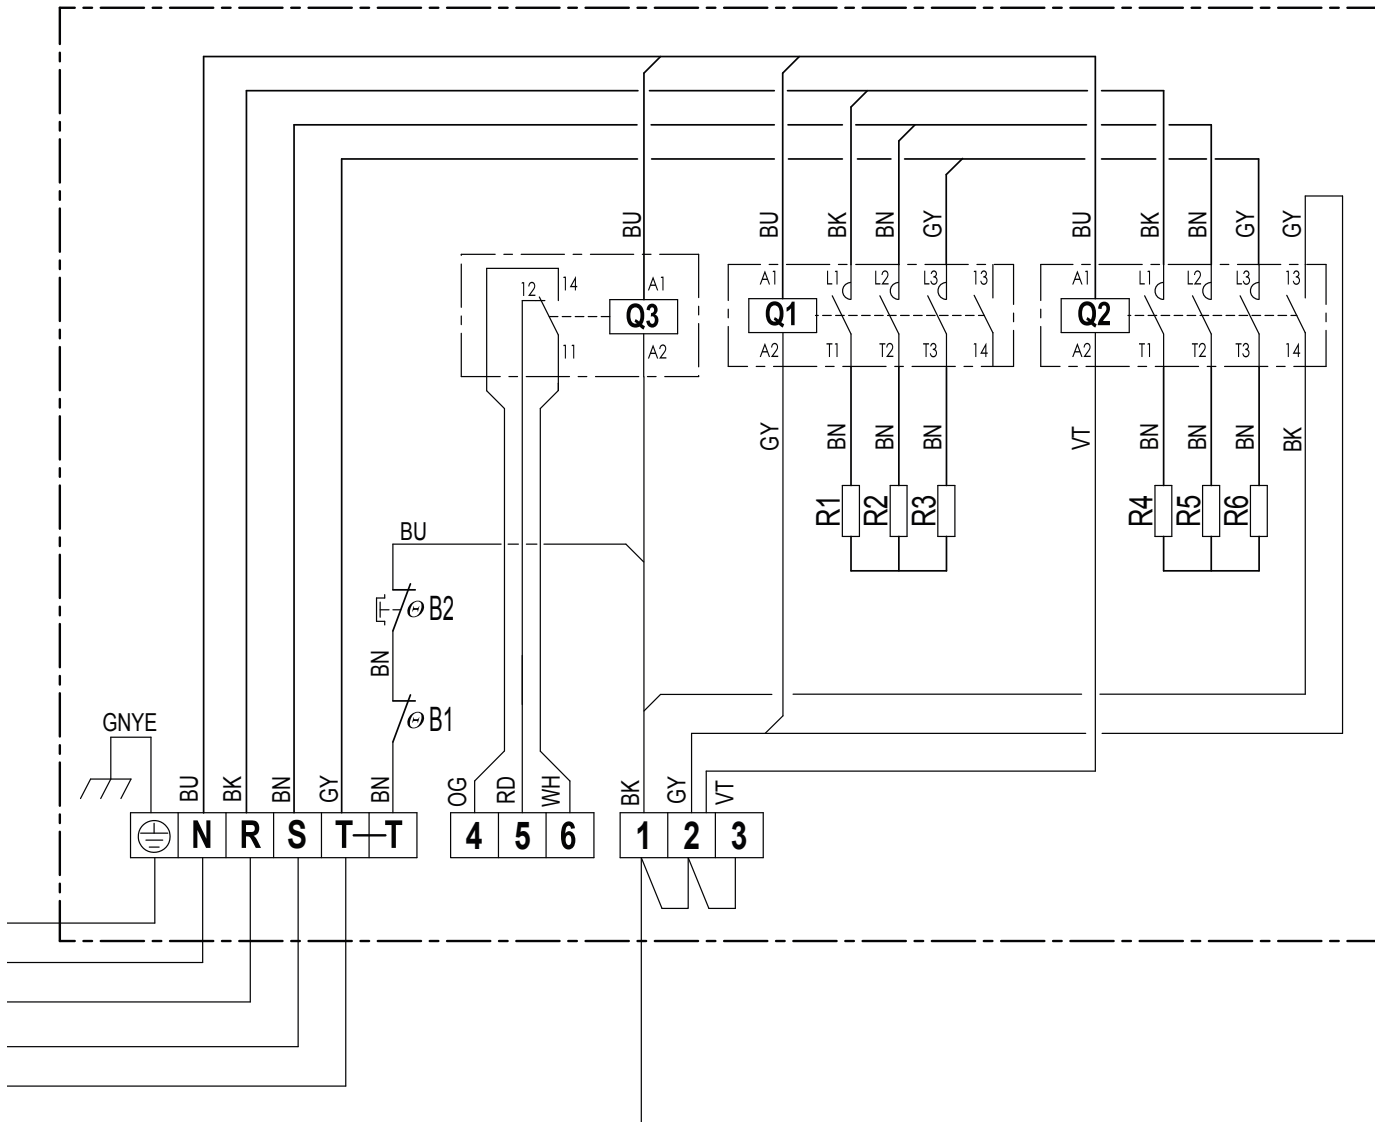 BU BU BK BN GY BU BK BN GY GY
14 A1 A1 L1 L2 L3 13 A1 L1 L2 L3 13
12
Q3 Q1 Q2
11 A2 A2 T1 T2 T3 14 A2 T1 T2 T3 14
GY BN BN BN VT BN BN BN BK
R1 R2 R3 R4 R5 R6
BU
Θ B2
BN
GNYE Θ B1
BU BK BN GY BN OG RD WH BK GY VT
N R S T T 4 5 6 1 2 3